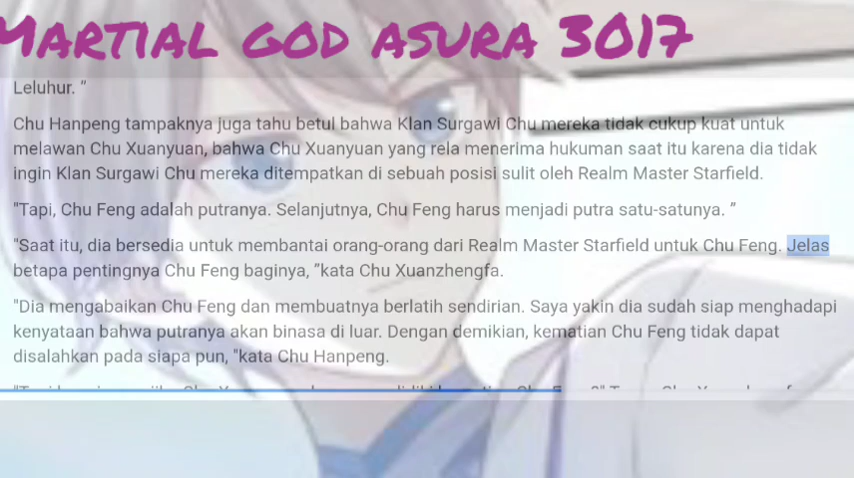 MARTIAL GOD ASURA 3017
Leluhur. “
Chu Hanpeng tampaknya juga tahu betul bahwa Klan Surgawi Chu mereka tidak cukup kuat untuk
melawan Chu Xuanyuan, bahwa Chu Xuanyuan yang rela menerima hukuman saat itu karena dia tidak
ingin Klan Surgawi Chu mereka ditempatkan di sebuah posisi sulit oleh Realm Master Starfield.
"Tapi, Chu Feng adalah putranya. Selanjutnya, Chu Feng harus menjadi putra satu-satunya. “
"Saat itu, dia bersedia untuk membantai orang-orang dari Realm Master Starfield untuk Chu Feng. Jelas
betapa pentingnya Chu Feng baginya, ”kata Chu Xuanzhengfa.
"Dia mengabaikan Chu Feng dan membuatnya berlatih sendirian. Saya yakin dia sudah siap menghadapi
kenyataan bahwa putranya akan binasa di luar. Dengan demikian, kematian Chu Feng tidak dapat
disalahkan pada siapa pun, "kata Chu Hanpeng.